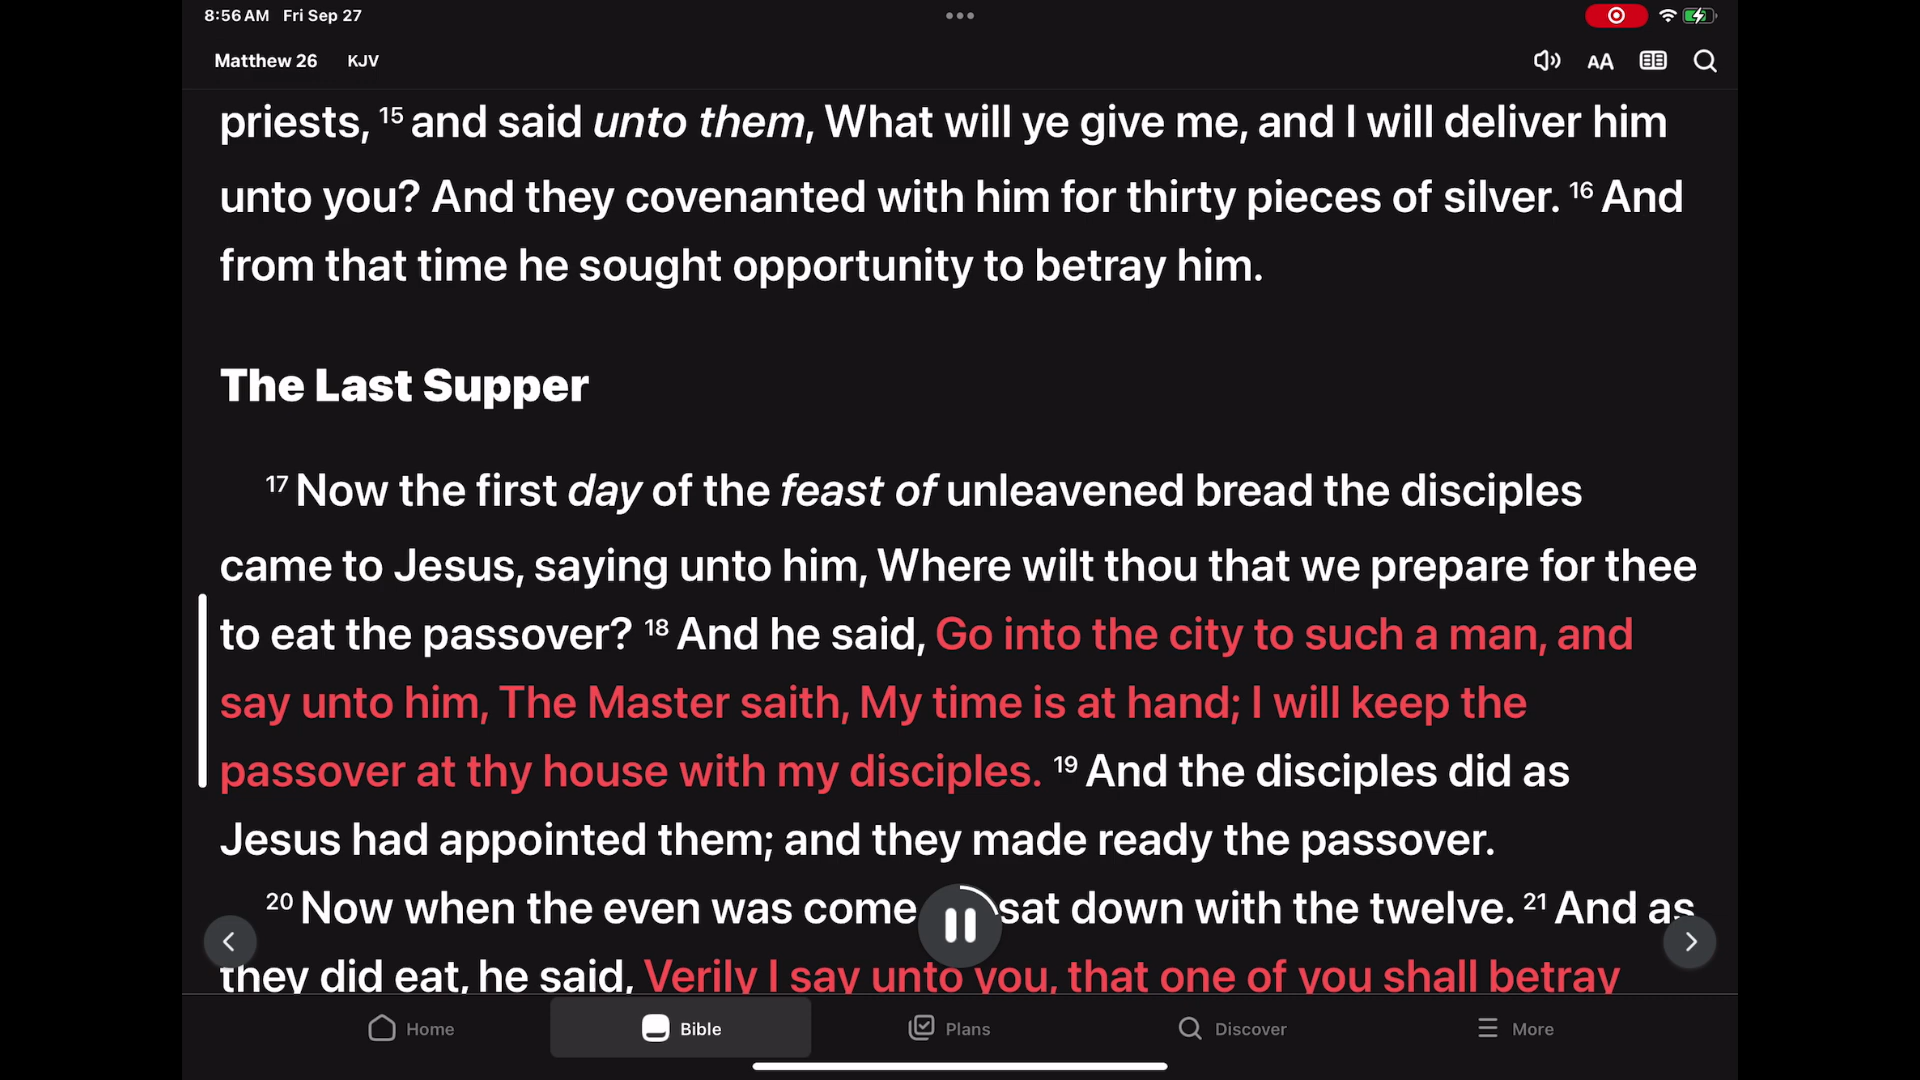 8:56 AM Fri Sep 27
Matthew 26 KJV
AA
priests, 15 and said unto them, What will ye give me, and I will deliver him
unto you? And they covenanted with him for thirty pieces of silver. 16 And
from that time he sought opportunity to betray him.
The Last Supper
17 Now the first day of the feast of unleavened bread the disciples
came to Jesus, saying unto him, Where wilt thou that we prepare for thee
to eat the passover? 18 And he said, Go into the city to such a man, and
say unto him, The Master saith, My time is at hand; I will keep the
passover at thy house with my disciples. 19 And the disciples did as
Jesus had appointed them; and they made ready the passover.
20 Now when the even was come sat down with the twelve. 21 And as
they did eat, he said, Verily I say unto you, that one of you shall betray
Home Bible Plans Discover More